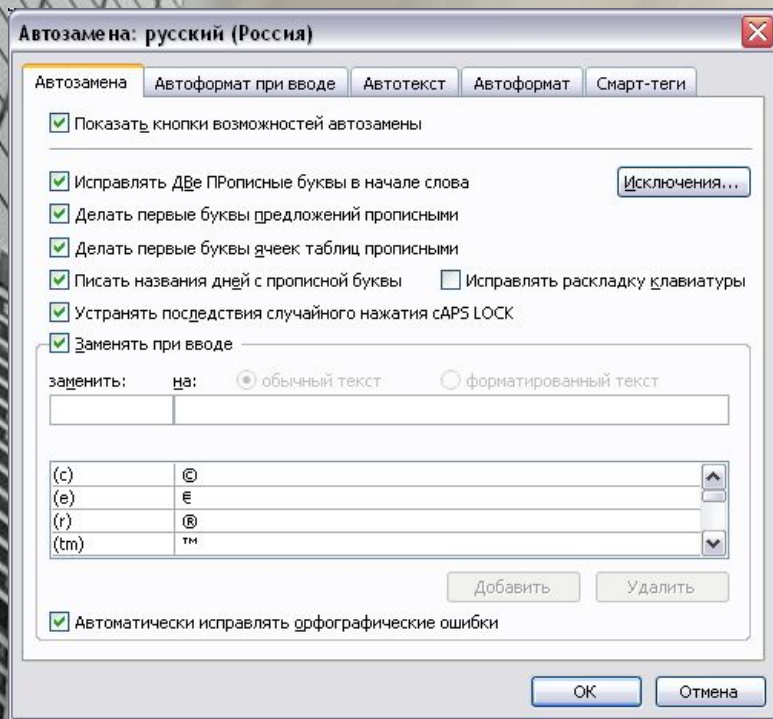 Автозамена: русский (Россия)
Автозамена Автоформат при вводе Автотекст Автоформат Смарт-теги
Показать кнопки возможностей автозамены
Исправлять ДВе ПРописные буквы в начале слова Исключения...
Делать первые буквы предложений прописными
Делать первые буквы ячеек таблиц прописными
Писать названия дней с прописной буквы Исправлять раскладку клавиатуры
Устранять последствия случайного нажатия cAPS LOCK
Заменять при вводе
заменить: на: обычный текст форматированный текст
(c) ©
(e) €
(r) ®
(tm) ™
Добавить Удалить
Автоматически исправлять орфографические ошибки
ОК Отмена